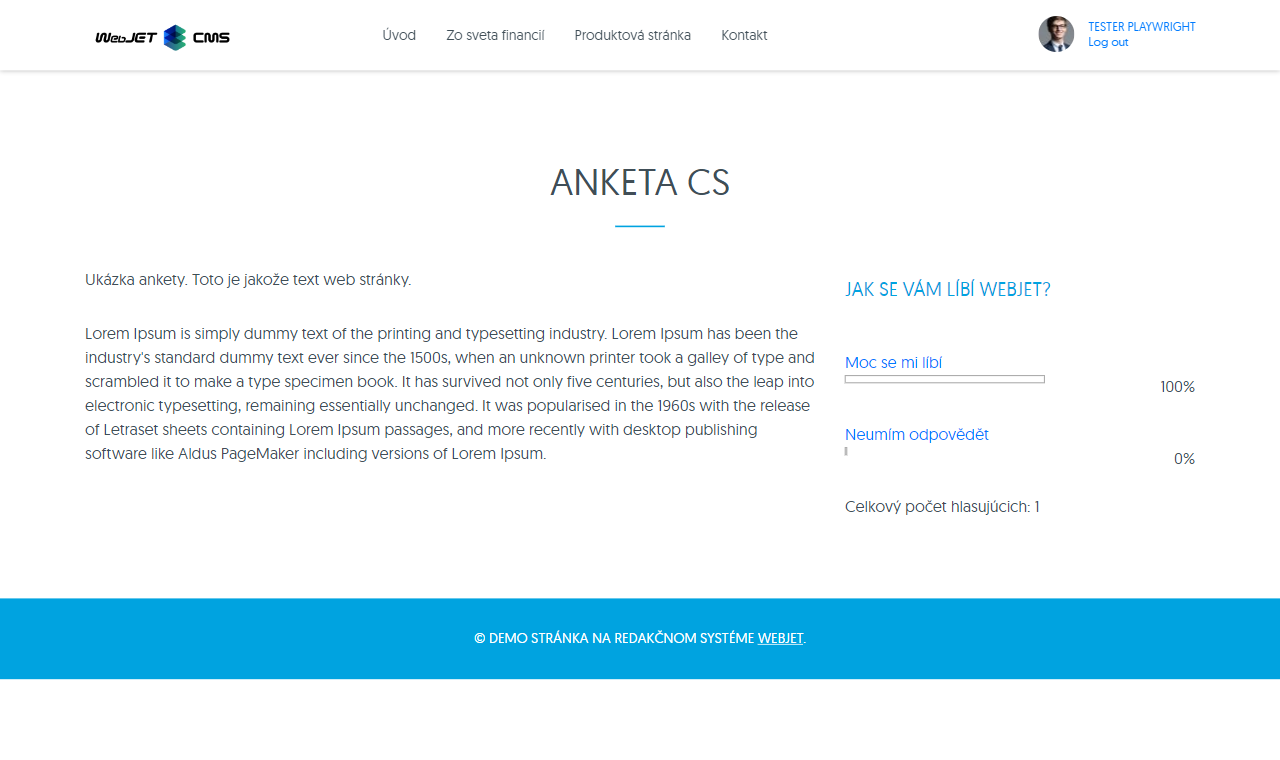 WebJET CMS
Úvod
Zo sveta financií
Produktová stránka
Kontakt
TESTER PLAYWRIGHT
Log out
ANKETA CS
Ukázka ankety. Toto je jakože text web stránky.
Lorem Ipsum is simply dummy text of the printing and typesetting industry. Lorem Ipsum has been the
industry's standard dummy text ever since the 1500s, when an unknown printer took a galley of type and
scrambled it to make a type specimen book. It has survived not only five centuries, but also the leap into
electronic typesetting, remaining essentially unchanged. It was popularised in the 1960s with the release
of Letraset sheets containing Lorem Ipsum passages, and more recently with desktop publishing
software like Aldus PageMaker including versions of Lorem Ipsum.
JAK SE VÁM LÍBÍ WEBJET?
Moc se mi líbí
100%
Neumím odpovědět
0%
Celkový počet hlasujúcich: 1
© DEMO STRÁNKA NA REDAKČNOM SYSTÉME WEBJET.